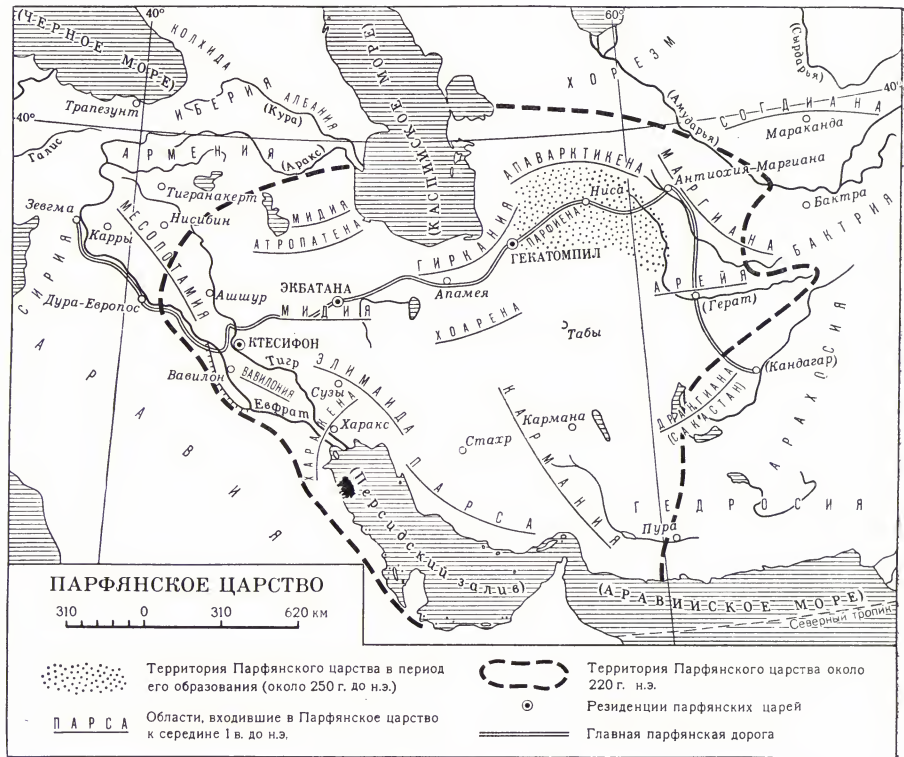 40°
60°
(ЧЕРНОЕ МОРЕ)
КОЛХИДА
(КАСПИЙСКОЕ МОРЕ)
ХОРЕЗМ
(Сырдарья)
40°
Трапезунт
ИБЕРИЯ
АЛБАНИЯ
(Кура)
(Амударья)
СОГДИАНА
Мараканда
40°
Галис
АРМЕНИЯ
(Аракс)
АПАВАРКТИКЕНА
МАРГИАНА
Антиохия-Маргиана
Тигранакерт
Ниса
Бактра
Зевгма
Нисибин
МИДИЯ
АТРОПАТЕНА
ГИРКАНИЯ
ПАРФИЕНА
БАКТРИЯ
Карры
МЕСОПОТАМИЯ
ГЕКАТОМПИЛ
СИРИЯ
Ашшур
ЭКБАТАНА
Апамея
АРЕЙЯ
(Герат)
Дура-Европос
МИДИЯ
ХОАРЕНА
Табы
КТЕСИФОН
Тигр
ЭЛИМАИДА
(Кандагар)
АРАХОСИЯ
Вавилон
ВАВИЛОНИЯ
Сузы
ДРАНГИАНА
(САКАСТАН)
Евфрат
ХАРАКЕНА
Харакс
Стахр
Кармана
КАРМАНИЯ
АРАВИЯ
ПАРСА
ГЕДРОСИЯ
Пура
(Персидский залив)
(АРАВИЙСКОЕ МОРЕ)
Северный тропик
ПАРФЯНСКОЕ ЦАРСТВО
310 0 310 620 км
Территория Парфянского царства в период
его образования (около 250 г. до н.э.)
ПАРСА Области, входившие в Парфянское царство
к середине 1 в. до н.э.
Территория Парфянского царства около
220 г. н.э.
Резиденции парфянских царей
Главная парфянская дорога